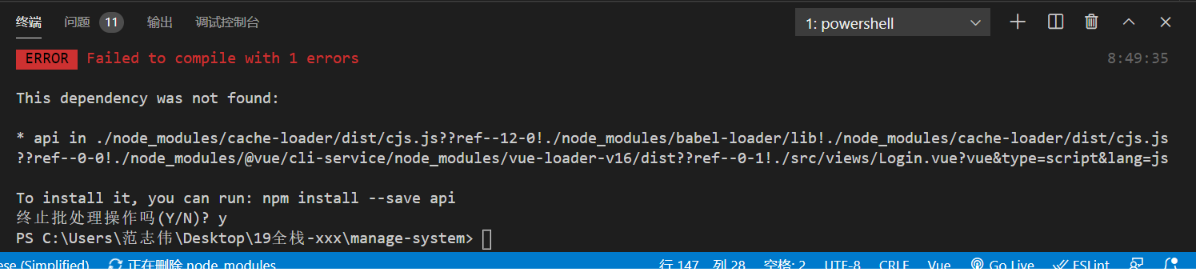 终端 问题 11 输出 调试控制台 1: powershell
ERROR Failed to compile with 1 errors 8:49:35
This dependency was not found:
* api in ./node_modules/cache-loader/dist/cjs.js??ref--12-0!./node_modules/babel-loader/lib!./node_modules/cache-loader/dist/cjs.js
??ref--0-0!./node_modules/@vue/cli-service/node_modules/vue-loader-v16/dist??ref--0-1!./src/views/Login.vue?vue&type=script&lang=js
To install it, you can run: npm install --save api
终止批处理操作吗(Y/N)? y
PS C:\Users\范志伟\Desktop\19全栈-xxx\manage-system>
ese (Simplified) 正在删除 node_modules 行 147, 列 28 空格: 2 UTF-8 CRLF Vue Go Live ESLint